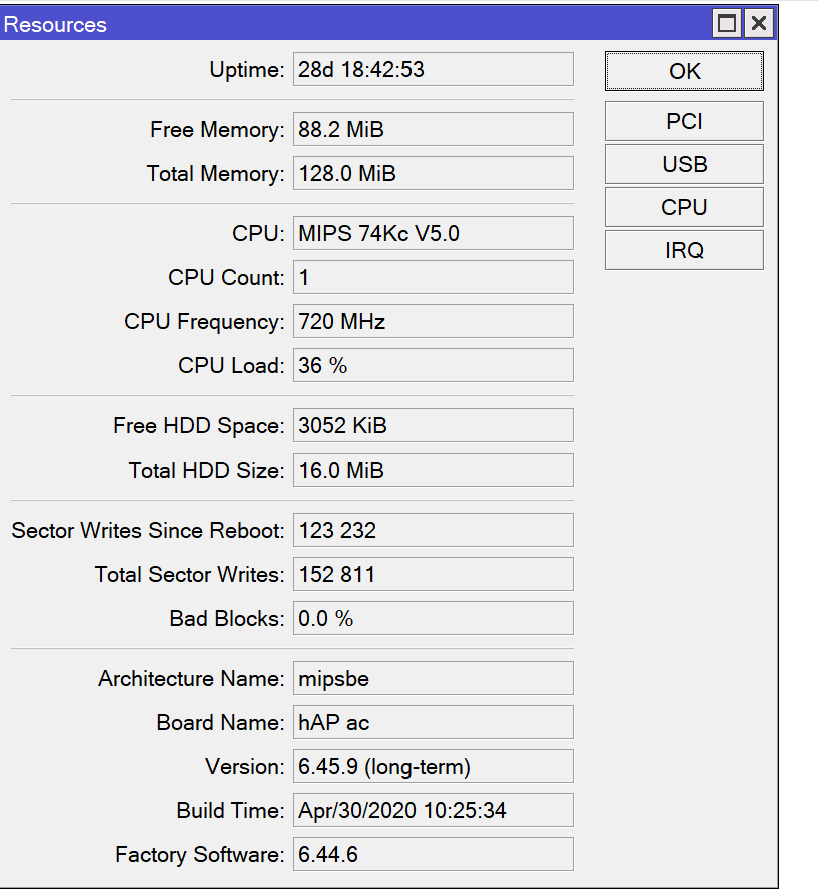 Resources
Uptime: 28d 18:42:53
OK
PCI
Free Memory: 88.2 MiB
USB
Total Memory: 128.0 MiB
CPU
CPU: MIPS 74Kc V5.0
IRQ
CPU Count: 1
CPU Frequency: 720 MHz
CPU Load: 36 %
Free HDD Space: 3052 KiB
Total HDD Size: 16.0 MiB
Sector Writes Since Reboot: 123 232
Total Sector Writes: 152 811
Bad Blocks: 0.0 %
Architecture Name: mipsbe
Board Name: hAP ac
Version: 6.45.9 (long-term)
Build Time: Apr/30/2020 10:25:34
Factory Software: 6.44.6